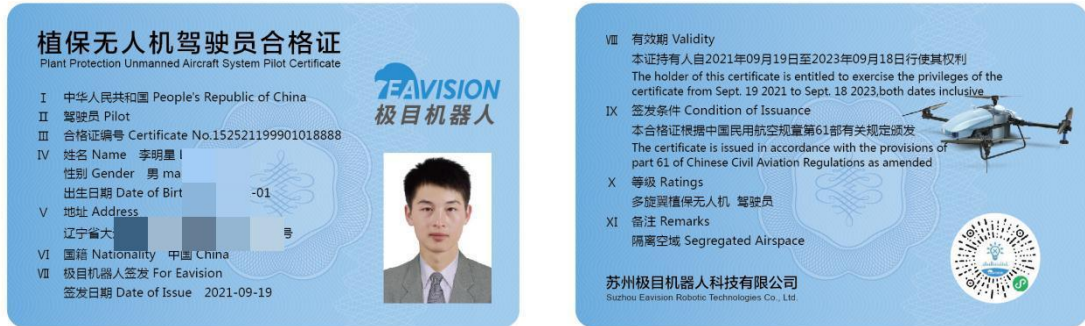 植保无人机驾驶员合格证
Plant Protection Unmanned Aircraft System Pilot Certificate
EAVISION
极目机器人
I 中华人民共和国 People's Republic of China
II 驾驶员 Pilot
III 合格证编号 Certificate No.152521199901018888
IV 姓名 Name 李明星
性别 Gender 男 ma
出生日期 Date of Birt -01
V 地址 Address
辽宁省大 号
VI 国籍 Nationality 中国 China
VII 极目机器人签发 For Eavision
签发日期 Date of Issue 2021-09-19
VIII 有效期 Validity
本证持有人自2021年09月19日至2023年09月18日行使其权利
The holder of this certificate is entitled to exercise the privileges of the
certificate from Sept. 19 2021 to Sept. 18 2023,both dates inclusive
IX 签发条件 Condition of Issuance
本合格证根据中国民用航空规章第61部有关规定颁发
The certificate is issued in accordance with the provisions of
part 61 of Chinese Civil Aviation Regulations as amended
X 等级 Ratings
多旋翼植保无人机 驾驶员
XI 备注 Remarks
隔离空域 Segregated Airspace
苏州极目机器人科技有限公司
Suzhou Eavision Robotic Technologies Co., Ltd.